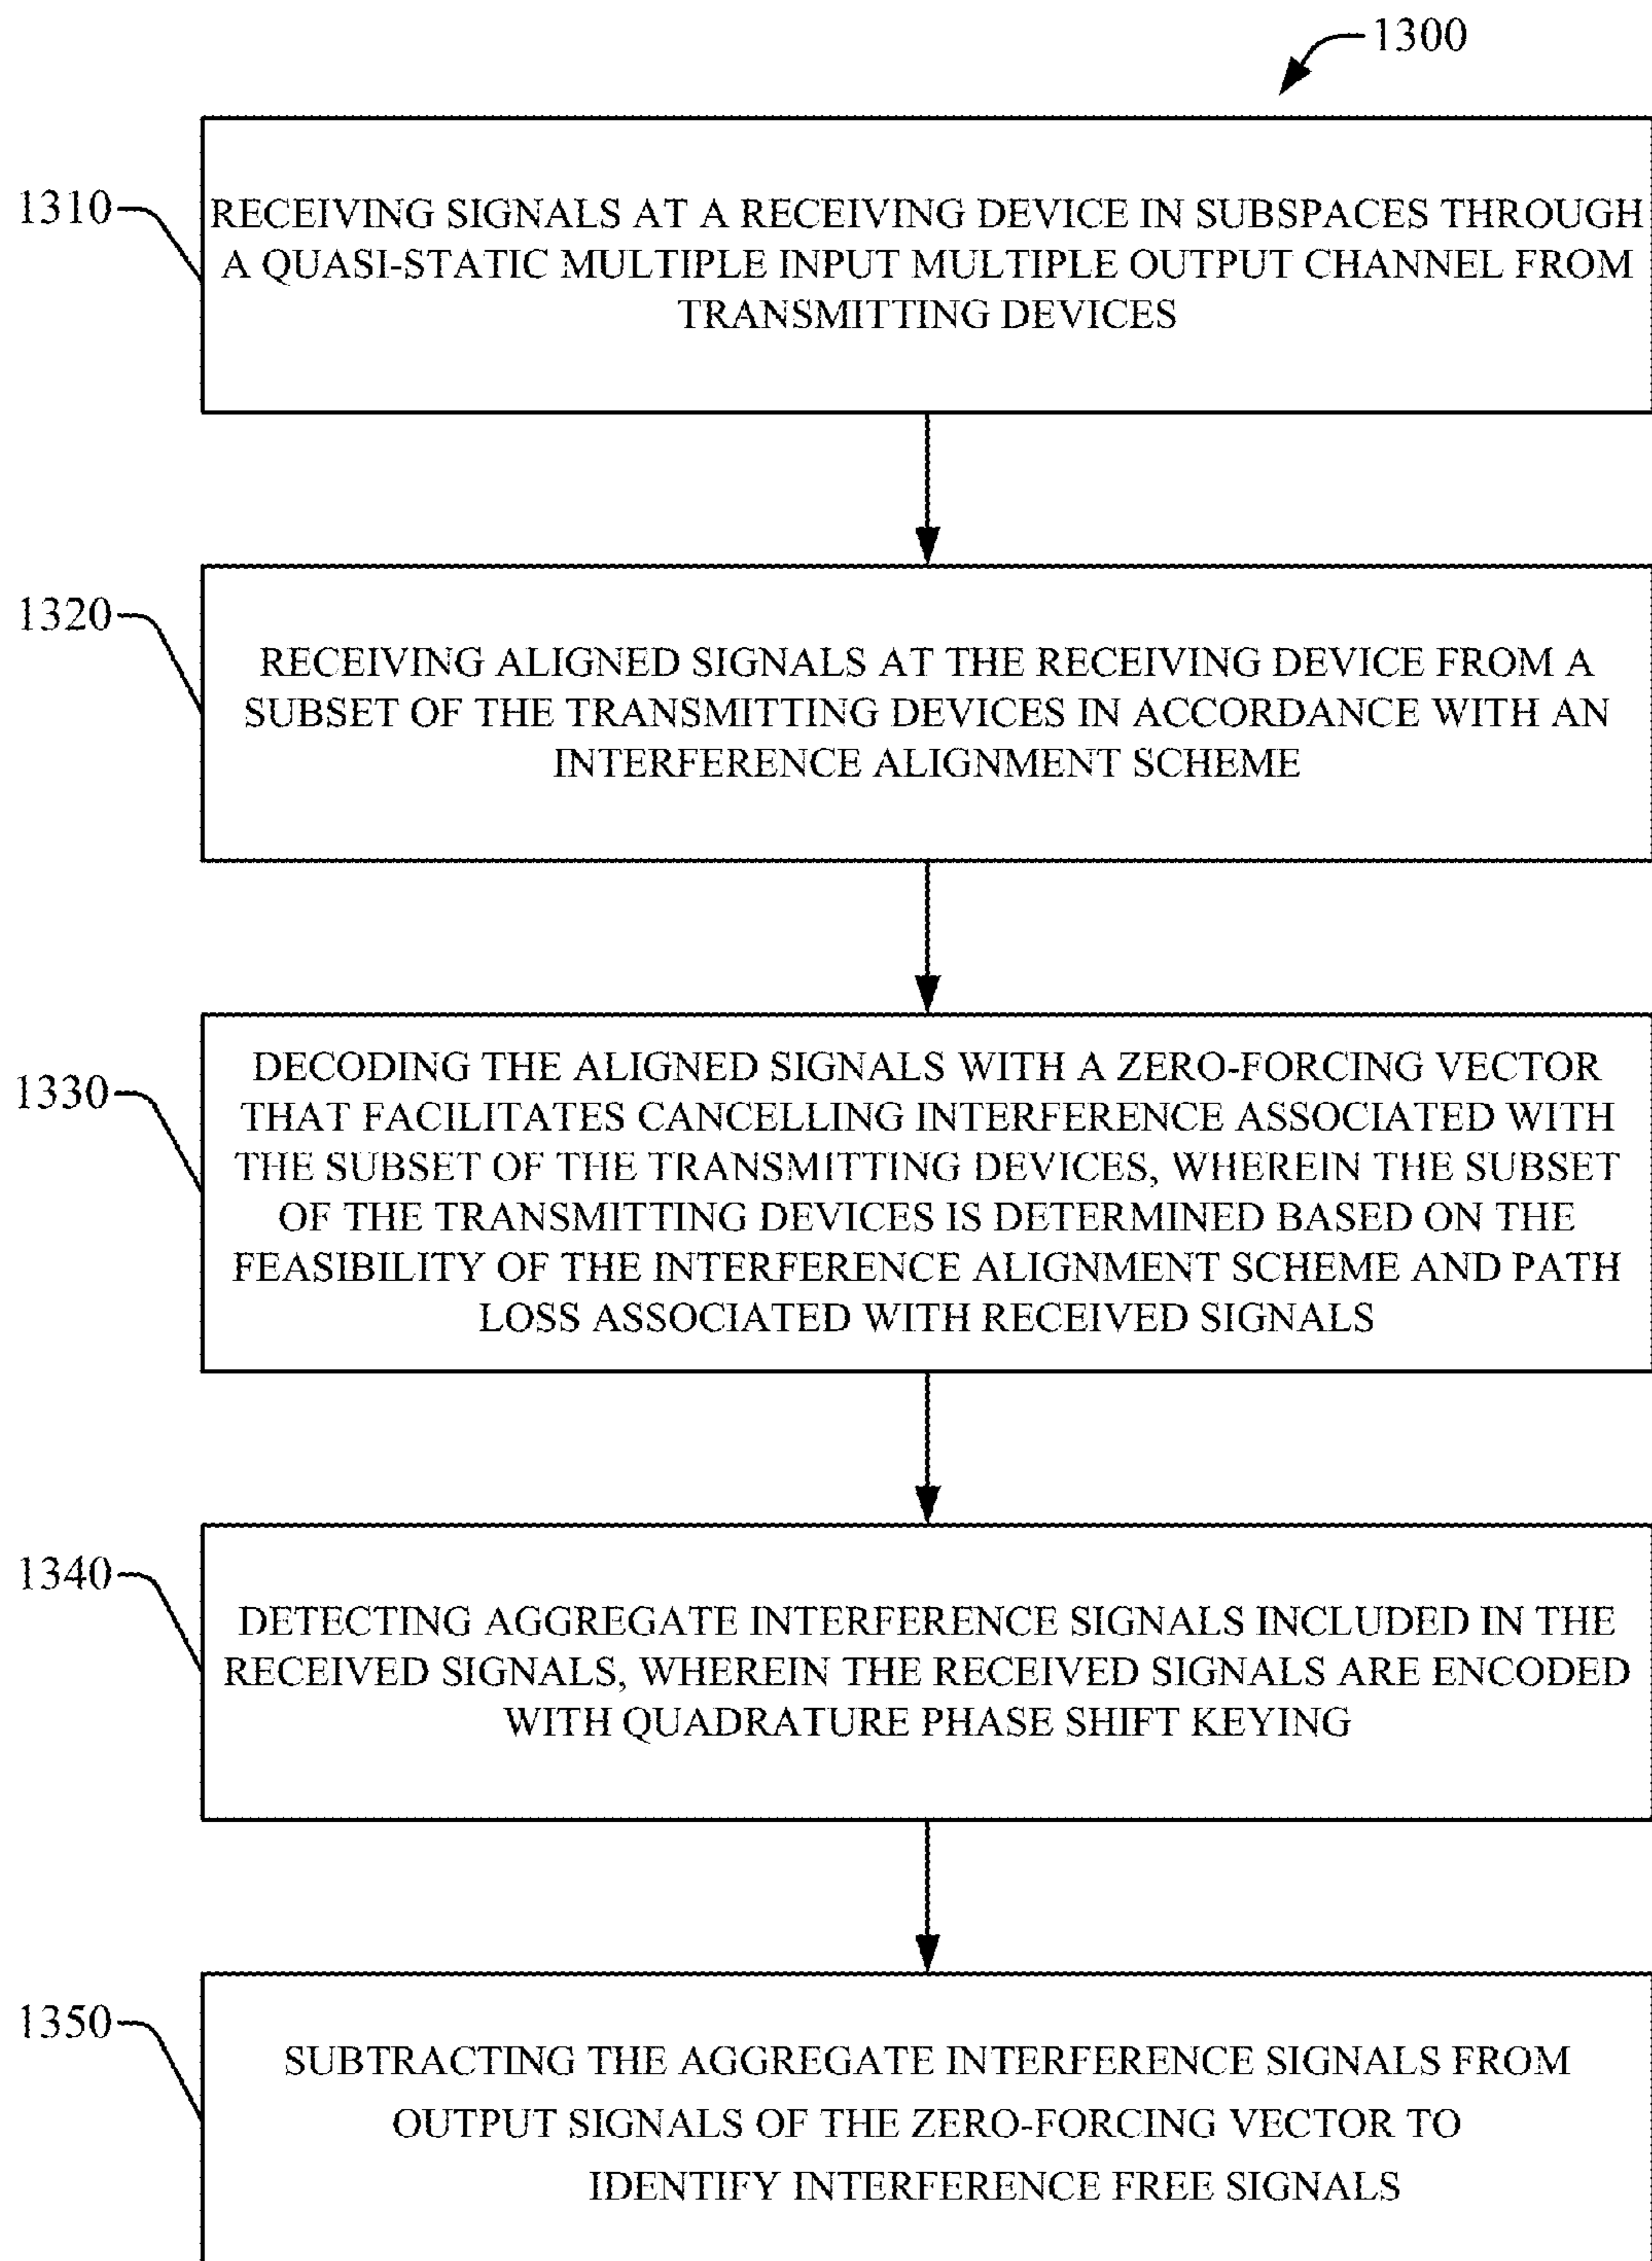 1300
1310
RECEIVING SIGNALS AT A RECEIVING DEVICE IN SUBSPACES THROUGH
A QUASI-STATIC MULTIPLE INPUT MULTIPLE OUTPUT CHANNEL FROM
TRANSMITTING DEVICES
1320
RECEIVING ALIGNED SIGNALS AT THE RECEIVING DEVICE FROM A
SUBSET OF THE TRANSMITTING DEVICES IN ACCORDANCE WITH AN
INTERFERENCE ALIGNMENT SCHEME
1330
DECODING THE ALIGNED SIGNALS WITH A ZERO-FORCING VECTOR
THAT FACILITATES CANCELLING INTERFERENCE ASSOCIATED WITH
THE SUBSET OF THE TRANSMITTING DEVICES, WHEREIN THE SUBSET
OF THE TRANSMITTING DEVICES IS DETERMINED BASED ON THE
FEASIBILITY OF THE INTERFERENCE ALIGNMENT SCHEME AND PATH
LOSS ASSOCIATED WITH RECEIVED SIGNALS
1340
DETECTING AGGREGATE INTERFERENCE SIGNALS INCLUDED IN THE
RECEIVED SIGNALS, WHEREIN THE RECEIVED SIGNALS ARE ENCODED
WITH QUADRATURE PHASE SHIFT KEYING
1350
SUBTRACTING THE AGGREGATE INTERFERENCE SIGNALS FROM
OUTPUT SIGNALS OF THE ZERO-FORCING VECTOR TO
IDENTIFY INTERFERENCE FREE SIGNALS